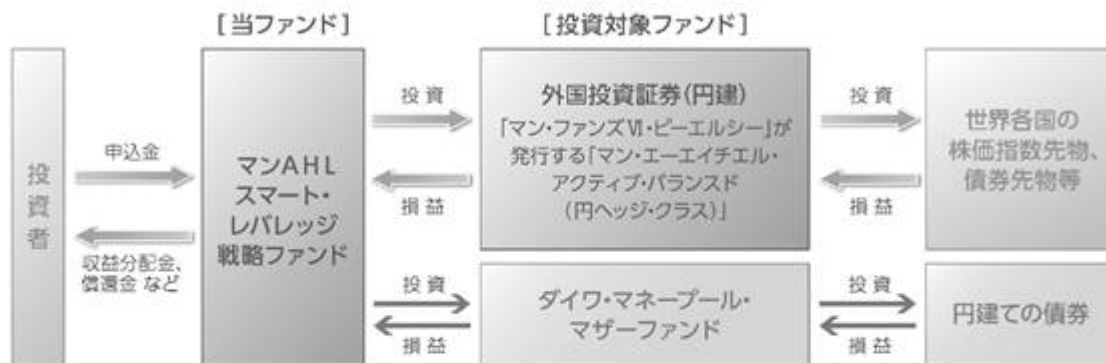 [当ファンド]
[投資対象ファンド]
投資者
申込金
収益分配金、
償還金 など
マンAHL
スマート・
レバレッジ
戦略ファンド
投 資
損 益
外国投資証券(円建)
「マン・ファンズⅥ・ピーエルシー」が
発行する「マン・エーエイチエル・
アクティブ・バランスド
(円ヘッジ・クラス)」
投 資
損 益
世界各国の
株価指数先物、
債券先物等
投 資
損 益
ダイワ・マネープール・
マザーファンド
投 資
損 益
円建ての債券